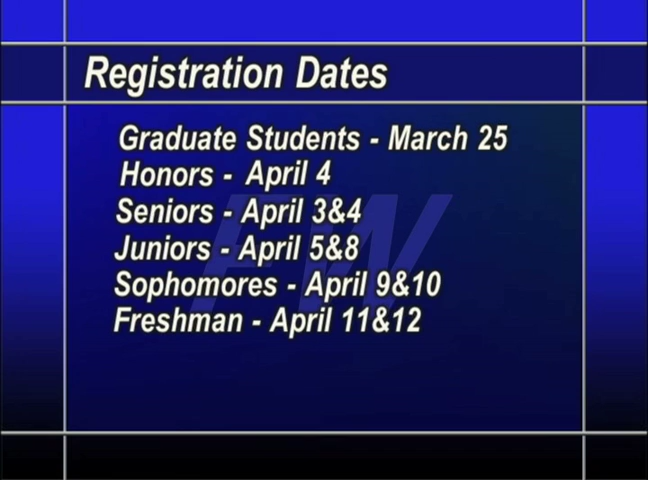 Registration Dates
Graduate Students - March 25
Honors - April 4
Seniors - April 3&4
Juniors - April 5&8
Sophomores - April 9&10
Freshman - April 11&12
FW